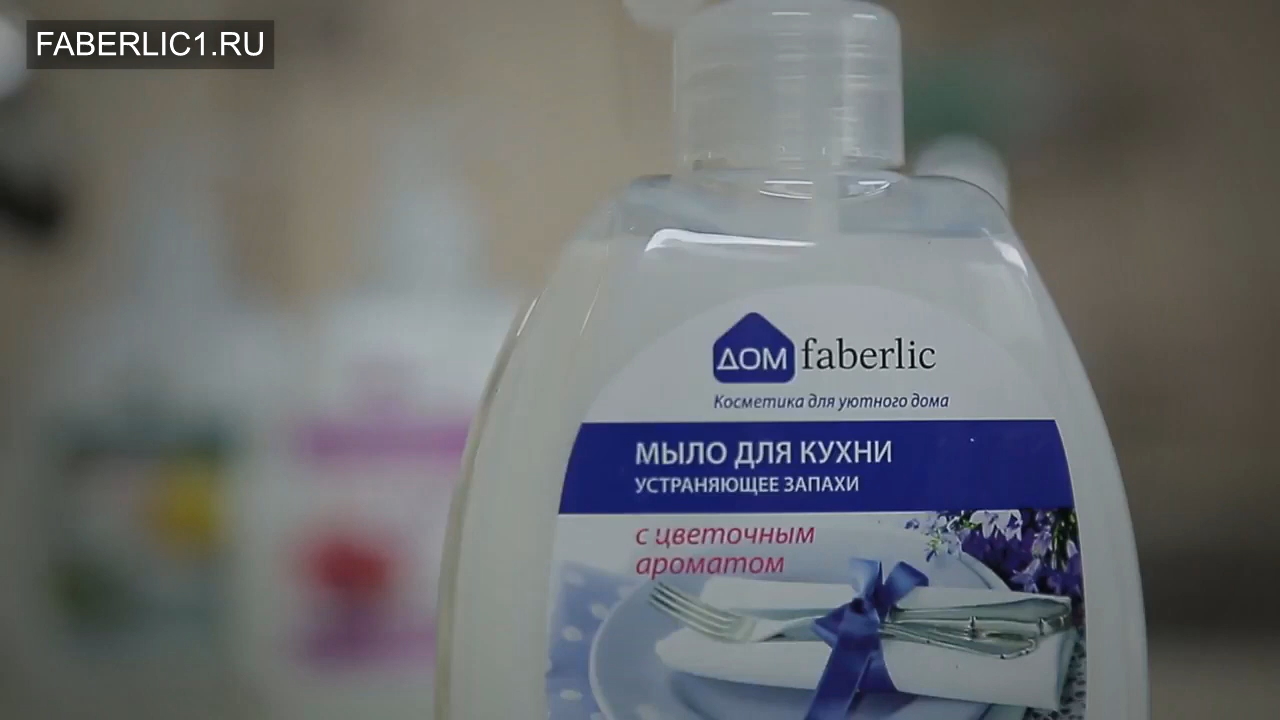 FABERLIC1.RU
ДОМ faberlic
Косметика для уютного дома
МЫЛО ДЛЯ КУХНИ
УСТРАНЯЮЩЕЕ ЗАПАХИ
с цветочным
ароматом